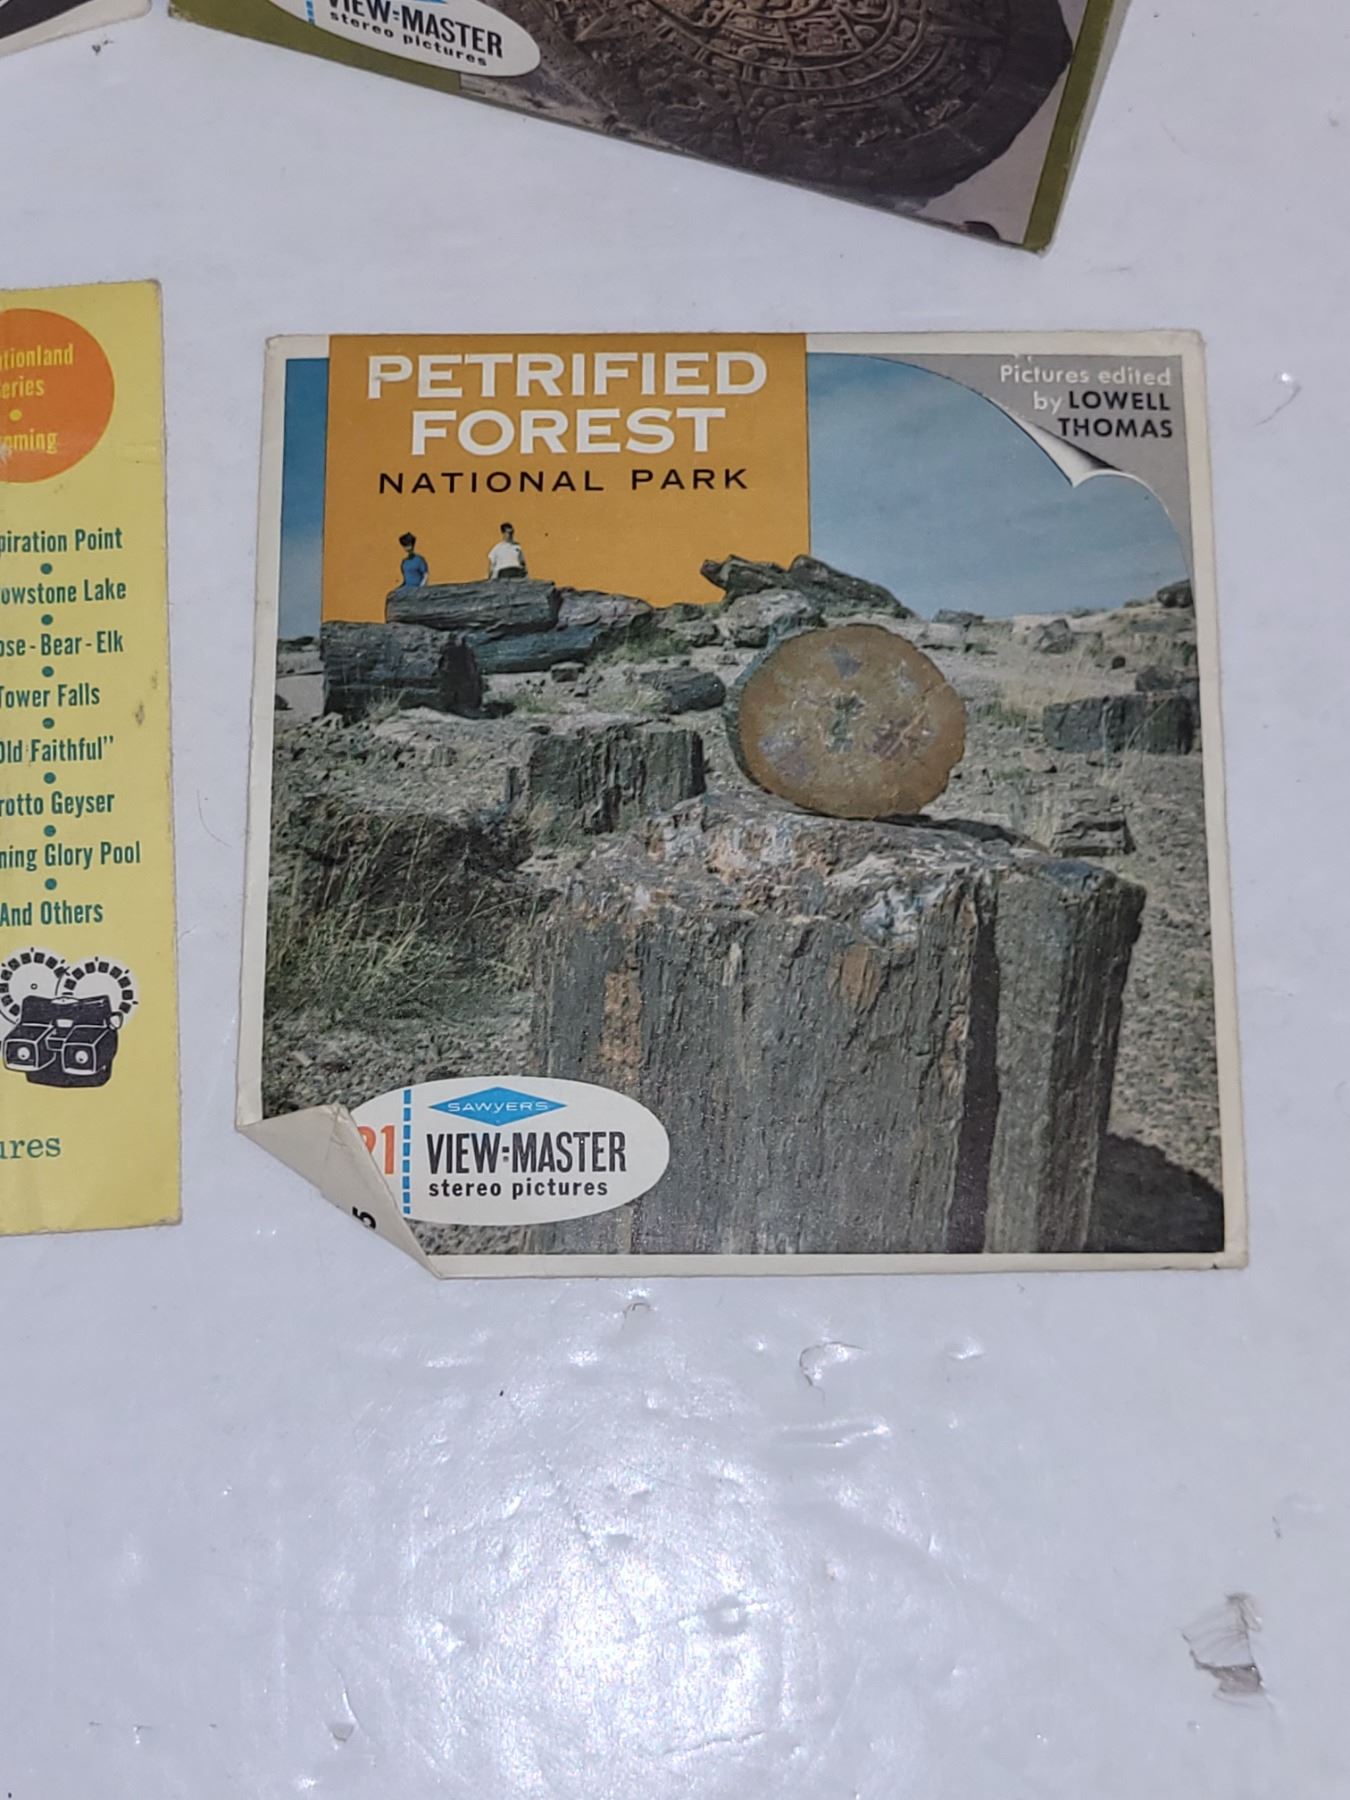 VIEW-MASTER
stereo pictures
PETRIFIED
FOREST
NATIONAL PARK
Pictures edited
by LOWELL
THOMAS
SAWYER'S
21
VIEW-MASTER
stereo pictures
5
tionland
eries
oming
piration Point
owstone Lake
ose-Bear-Elk
Tower Falls
Old Faithful"
rotto Geyser
ning Glory Pool
And Others
ures